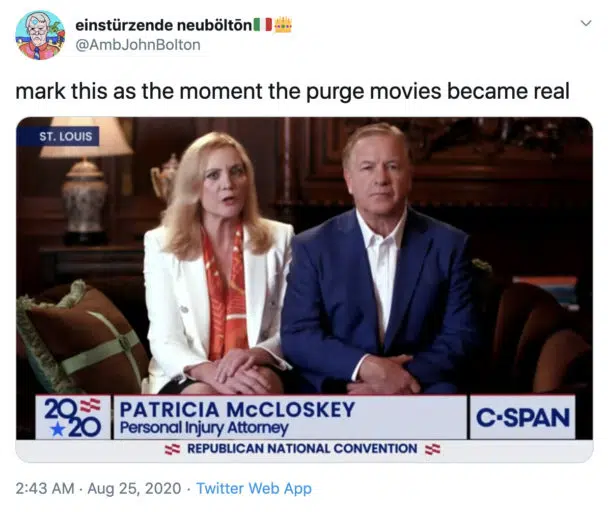 einstürzende neuböltōn🇮🇹👑
@AmbJohnBolton
mark this as the moment the purge movies became real
ST. LOUIS
2020
PATRICIA McCLOSKEY
Personal Injury Attorney
C-SPAN
REPUBLICAN NATIONAL CONVENTION
2:43 AM · Aug 25, 2020 · Twitter Web App